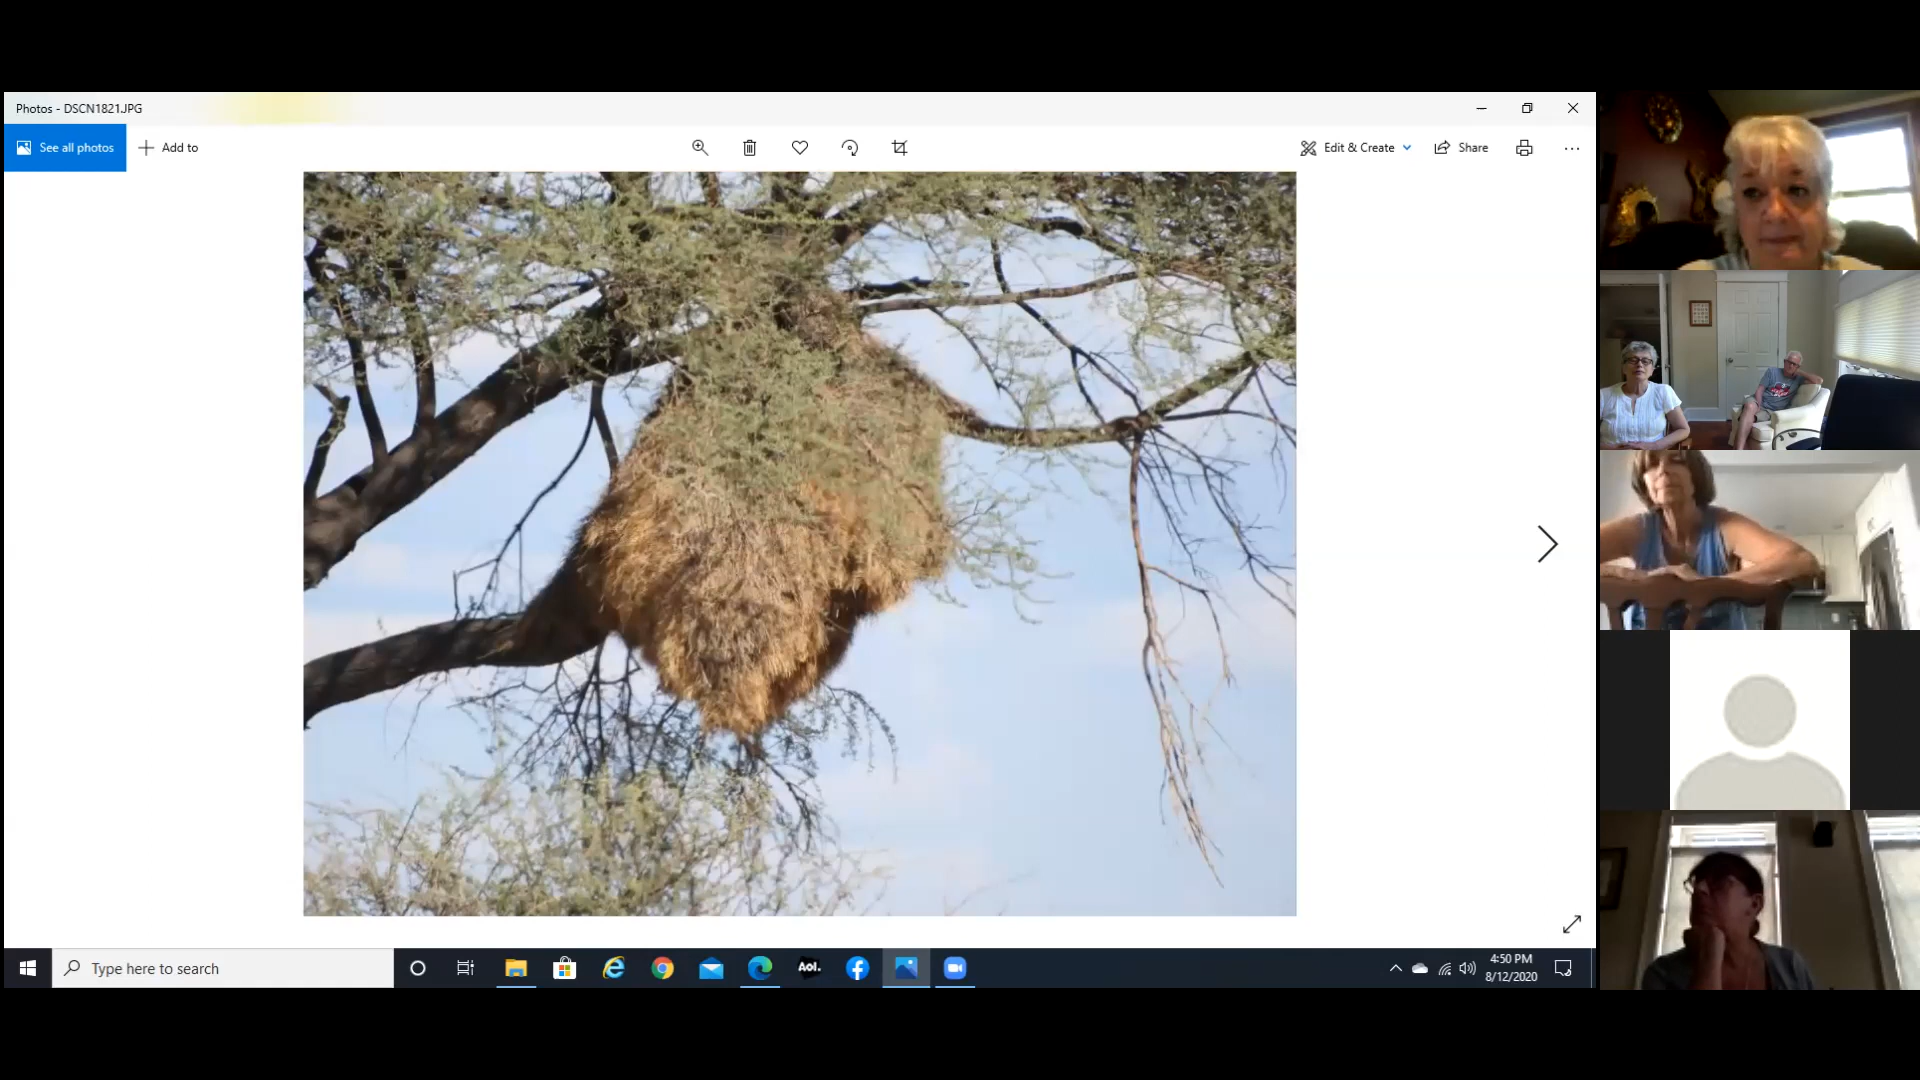 Photos - DSCN1821.JPG
See all photos
Add to
Edit & Create
Share
Type here to search
Aol.
4:50 PM
8/12/2020